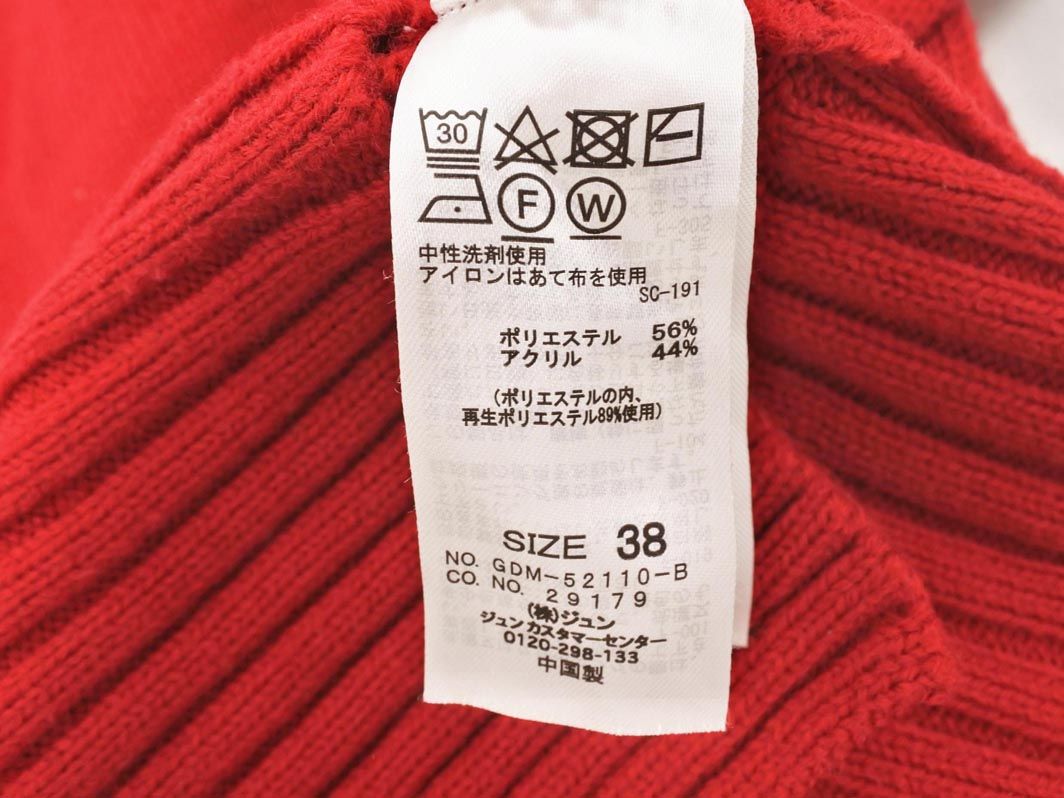 30
F W
中性洗剤使用
アイロンはあて布を使用
SC-191
ポリエステル 56%
アクリル 44%
(ポリエステルの内、
再生ポリエステル89%使用)
SIZE 38
NO. GDM-52110-B
CO. NO. 29179
(株)ジュン
ジュン カスタマーセンター
0120-298-133
中国製